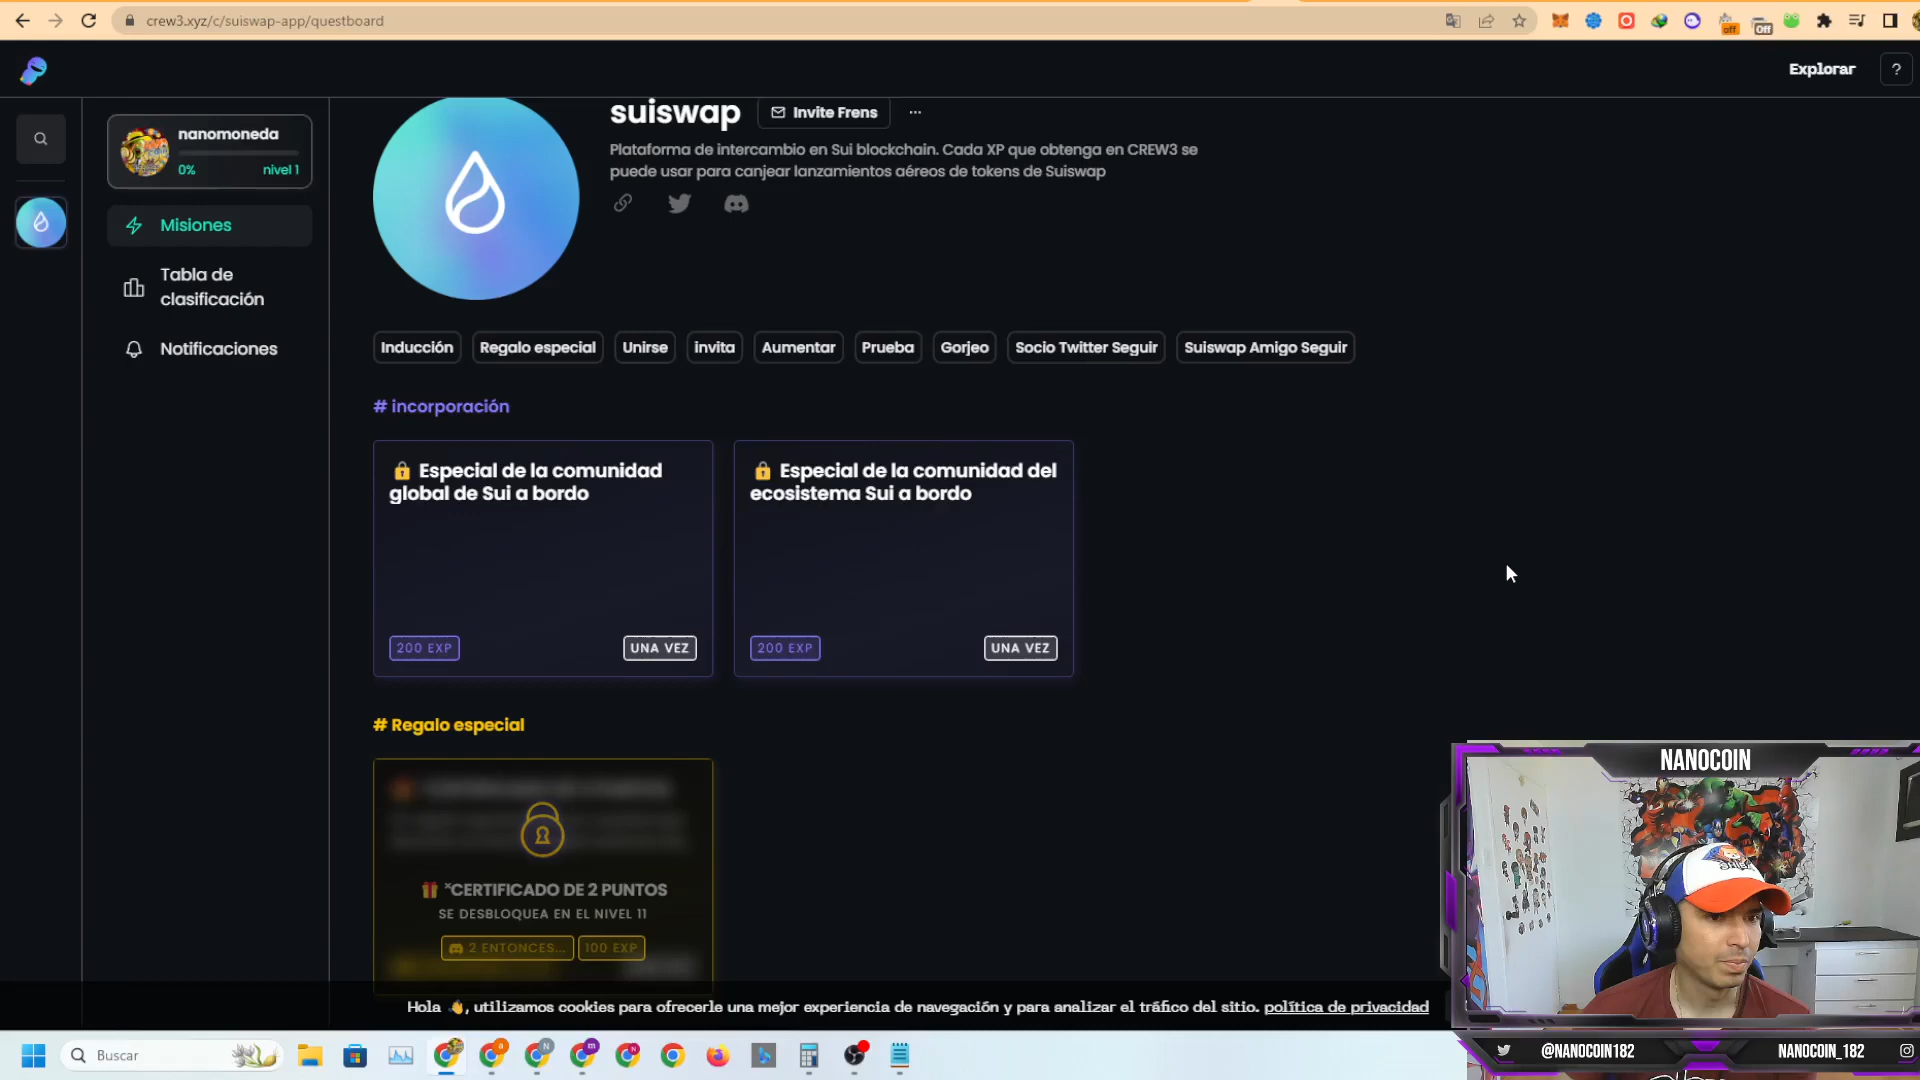 crew3.xyz/c/suiswap-app/questboard
off
Off
Explorar
?
nanomoneda
0%
nivel 1
Misiones
Tabla de
clasificación
Notificaciones
suiswap
Invite Frens
...
Plataforma de intercambio en Sui blockchain. Cada XP que obtenga en CREW3 se
puede usar para canjear lanzamientos aéreos de tokens de Suiswap
Inducción
Regalo especial
Unirse
invita
Aumentar
Prueba
Gorjeo
Socio Twitter Seguir
Suiswap Amigo Seguir
# incorporación
🔒 Especial de la comunidad
global de Sui a bordo
200 EXP
UNA VEZ
🔒 Especial de la comunidad del
ecosistema Sui a bordo
200 EXP
UNA VEZ
# Regalo especial
🎁 *CERTIFICADO DE 2 PUNTOS
SE DESBLOQUEA EN EL NIVEL 11
2 ENTONCES...
100 EXP
Hola 👋, utilizamos cookies para ofrecerle una mejor experiencia de navegación y para analizar el tráfico del sitio. política de privacidad
NANOCOIN
@NANOCOIN182
NANOCOIN_182
Buscar